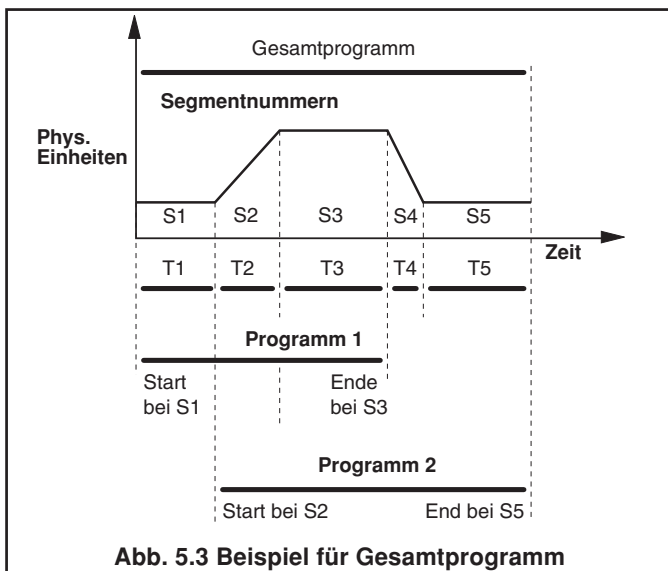 Gesamtprogramm
Segmentnummern
Phys.
Einheiten
S1 S2 S3 S4 S5
Zeit
T1 T2 T3 T4 T5
Programm 1
Start
bei S1
Ende
bei S3
Programm 2
Start bei S2
End bei S5
Abb. 5.3 Beispiel für Gesamtprogramm